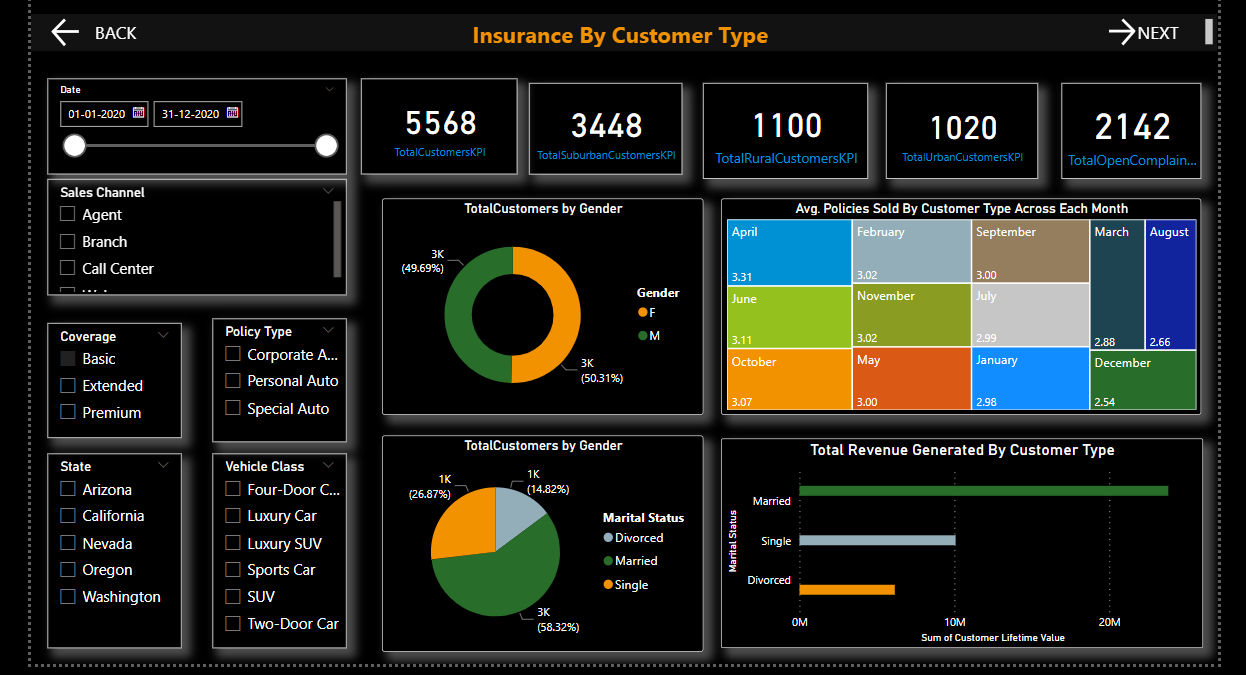 BACK
Insurance By Customer Type
NEXT
Date
01-01-2020
31-12-2020
5568
TotalCustomersKPI
3448
TotalSuburbanCustomersKPI
1100
TotalRuralCustomersKPI
1020
TotalUrbanCustomersKPI
2142
TotalOpenComplain...
Sales Channel
Agent
Branch
Call Center
Coverage
Basic
Extended
Premium
Policy Type
Corporate A...
Personal Auto
Special Auto
State
Arizona
California
Nevada
Oregon
Washington
Vehicle Class
Four-Door C...
Luxury Car
Luxury SUV
Sports Car
SUV
Two-Door Car
TotalCustomers by Gender
3K
(49.69%)
3K
(50.31%)
Gender
F
M
Avg. Policies Sold By Customer Type Across Each Month
April
3.31
June
3.11
October
3.07
February
3.02
November
3.02
May
3.00
September
3.00
July
2.99
January
2.98
March
2.88
August
2.66
December
2.54
TotalCustomers by Gender
1K
(26.87%)
1K
(14.82%)
3K
(58.32%)
Marital Status
Divorced
Married
Single
Total Revenue Generated By Customer Type
Marital Status
Married
Single
Divorced
0M
10M
20M
Sum of Customer Lifetime Value